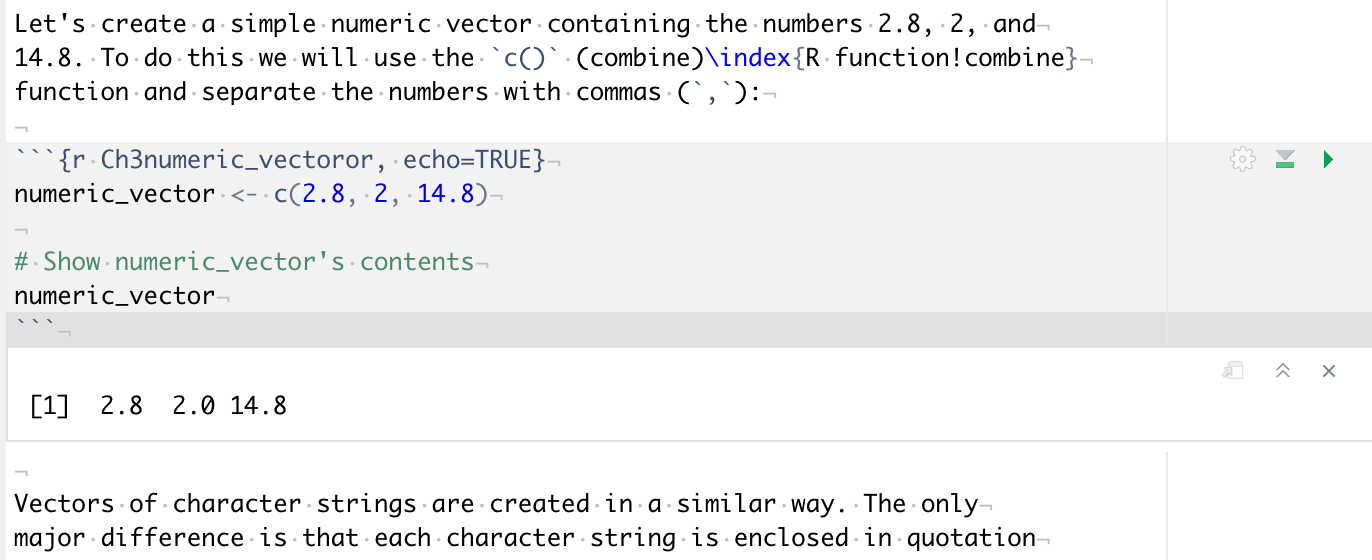 Let's create a simple numeric vector containing the numbers 2.8, 2, and¬
14.8. To do this we will use the `c()` (combine)\index{R function!combine}¬
function and separate the numbers with commas (`,`):¬
¬
```{r Ch3numeric_vectoror, echo=TRUE}¬
numeric_vector <- c(2.8, 2, 14.8)¬
¬
# Show numeric_vector's contents¬
numeric_vector¬
```¬
[1]  2.8  2.0 14.8
¬
Vectors of character strings are created in a similar way. The only¬
major difference is that each character string is enclosed in quotation¬